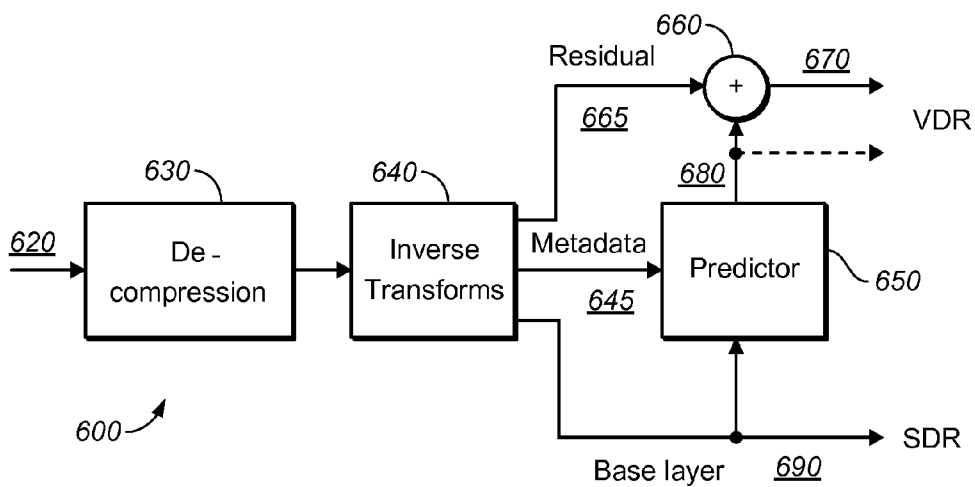 660
Residual
670
+
665
VDR
630
640
680
620
De -
compression
Inverse
Transforms
Metadata
645
Predictor
650
600
SDR
Base layer
690